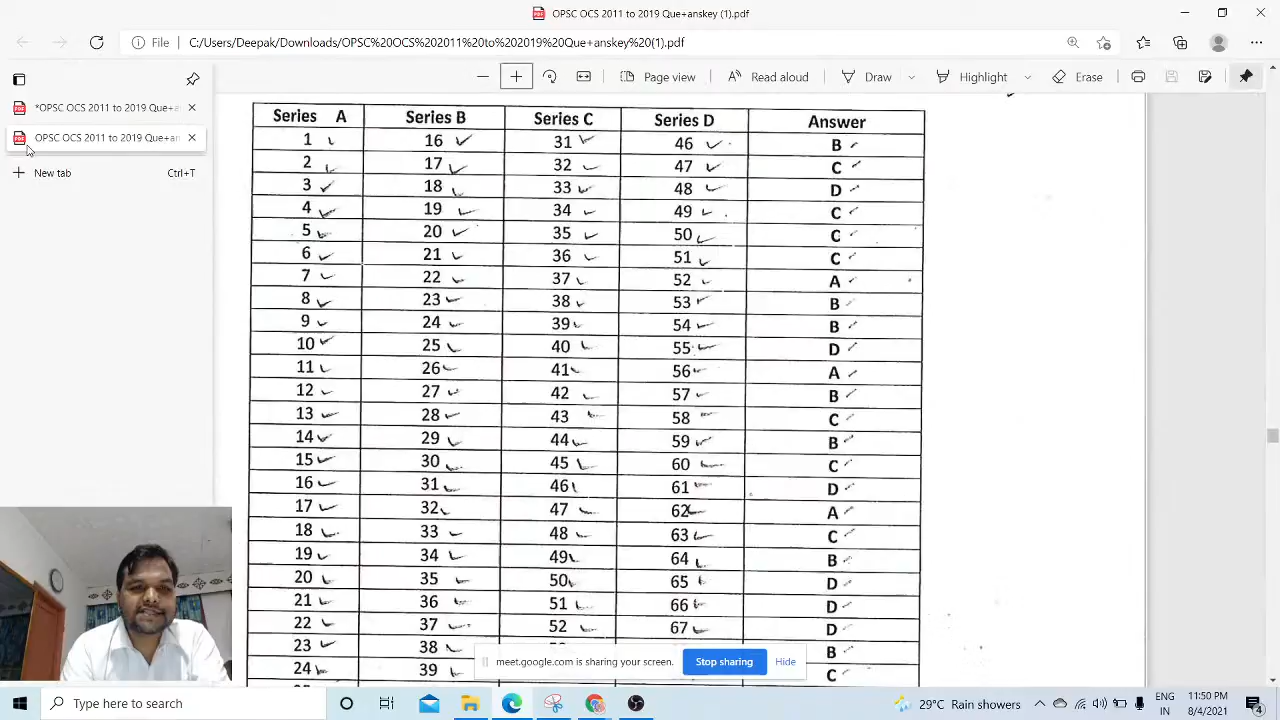 OPSC OCS 2011 to 2019 Que+anskey (1).pdf
File C:/Users/Deepak/Downloads/OPSC%20OCS%202011%20to%202019%20Que+anskey%20(1).pdf
Page view Read aloud Draw Highlight Erase
*OPSC OCS 2011 to 2019 Que+a
OPSC OCS 2011 to 2019 Que+an
New tab Ctrl+T
Series A Series B Series C Series D Answer
1 16 31 46 B
2 17 32 47 C
3 18 33 48 D
4 19 34 49 C
5 20 35 50 C
6 21 36 51 C
7 22 37 52 A
8 23 38 53 B
9 24 39 54 B
10 25 40 55 D
11 26 41 56 A
12 27 42 57 B
13 28 43 58 C
14 29 44 59 B
15 30 45 60 C
16 31 46 61 D
17 32 47 62 A
18 33 48 63 C
19 34 49 64 B
20 35 50 65 D
21 36 51 66 D
22 37 52 67 D
23 38 B
24 39 C
meet.google.com is sharing your screen. Stop sharing Hide
Type here to search
29°C Rain showers
ENG
IN
11:50 PM
8/4/2021
4